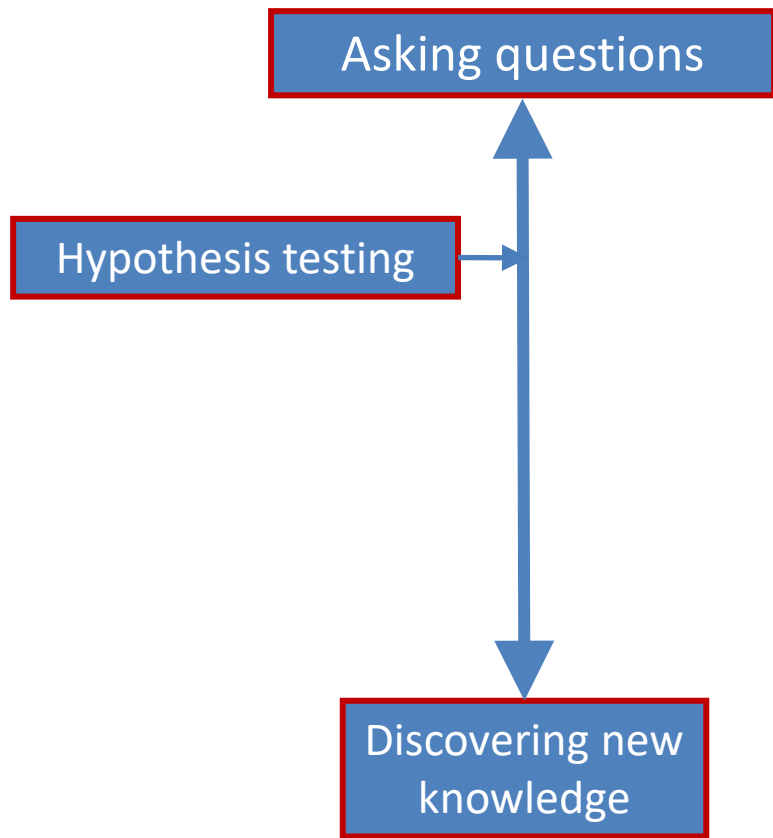 Asking questions
Hypothesis testing
Discovering new
knowledge